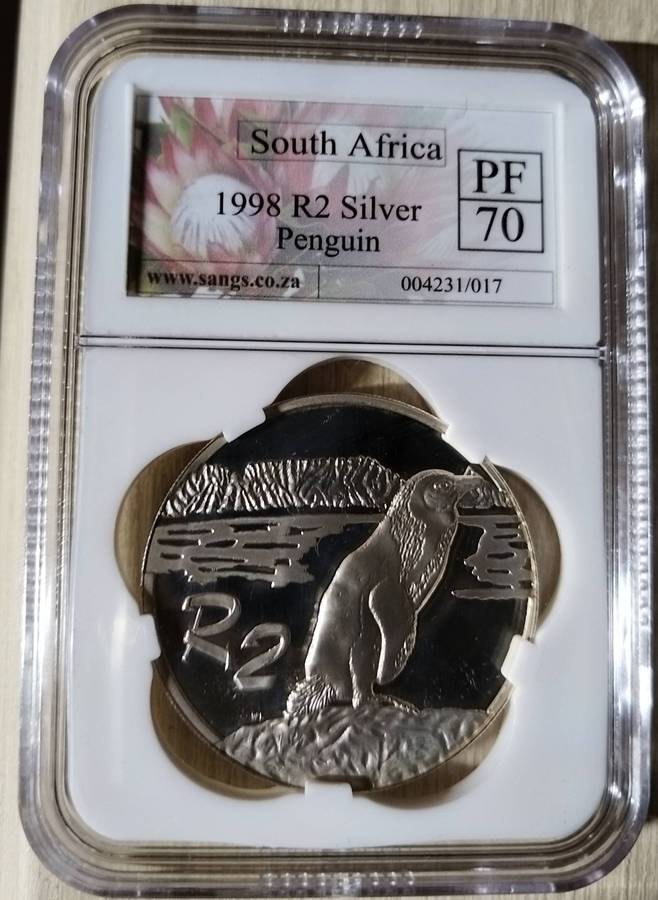 South Africa
PF
1998 R2 Silver
70
Penguin
www.sangs.co.za
004231/017
R2